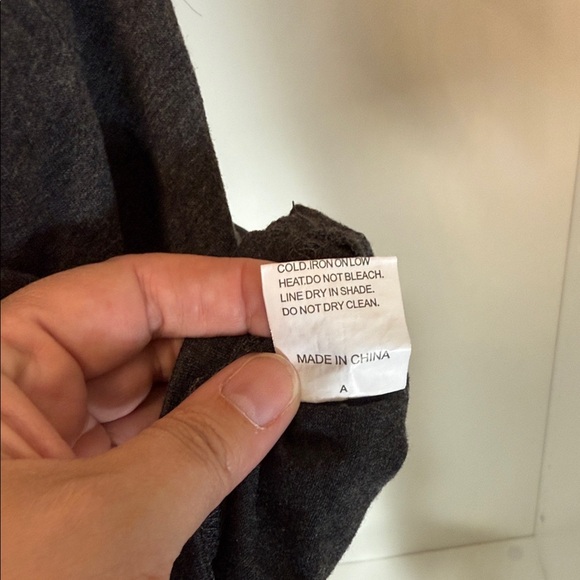 COLD.IRON ON LOW
HEAT.DO NOT BLEACH.
LINE DRY IN SHADE.
DO NOT DRY CLEAN.
MADE IN CHINA
A